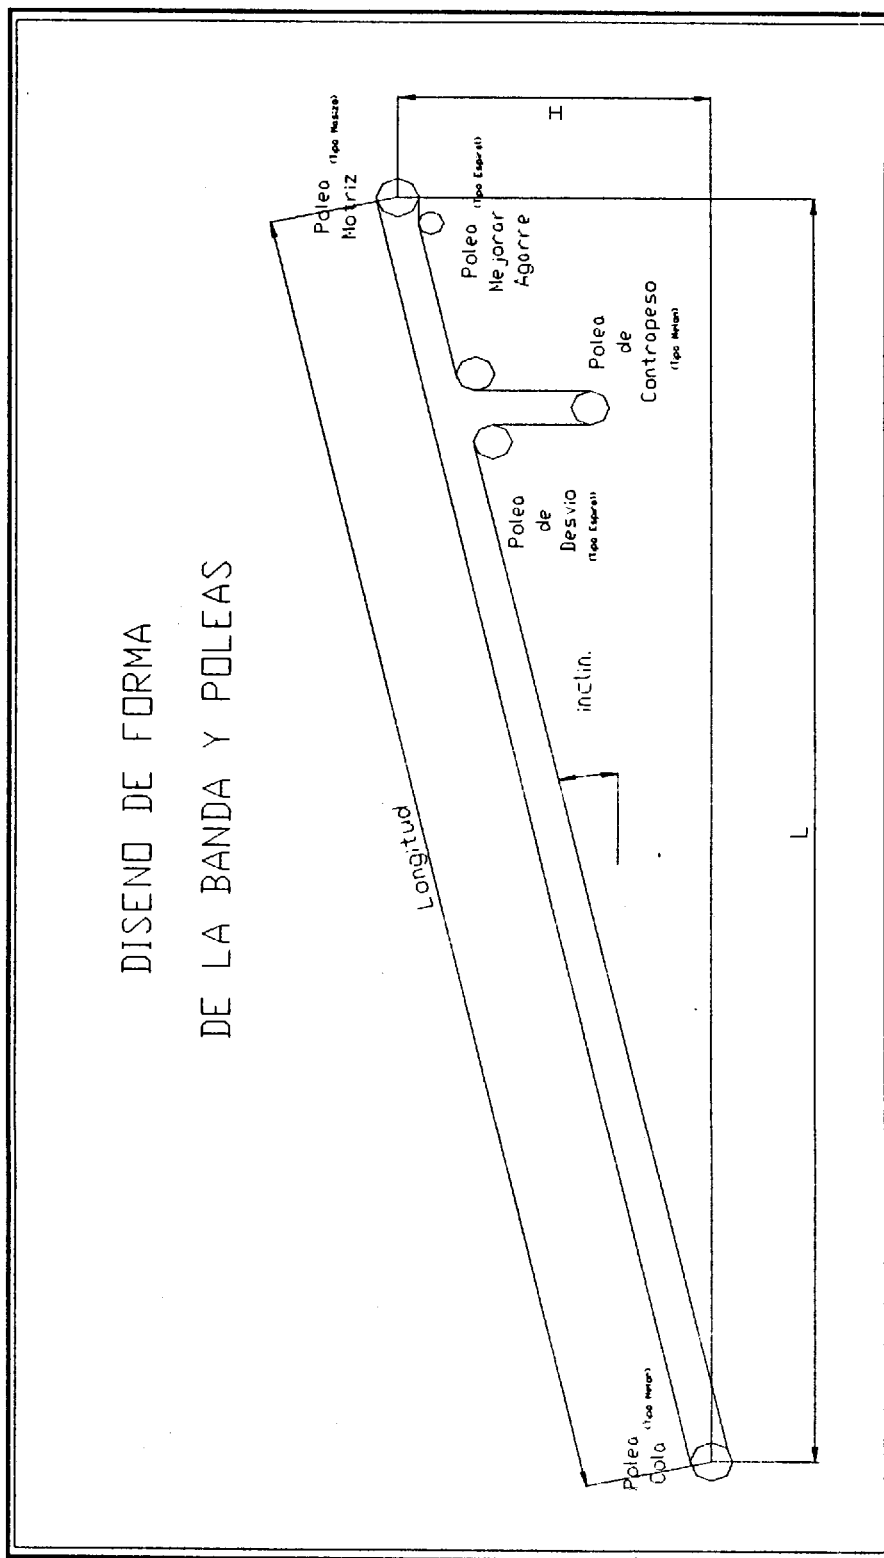 DISENO DE FORMA
DE LA BANDA Y POLEAS
Longitud
Polea (Tipo Masizo)
Motriz
Polea (Tipo Espiral)
Mejorar
Agarre
Polea
de
Contrapeso
Polea
de
Desvio
(Tipo Espiral)
inclin.
H
L
Polea
Cola